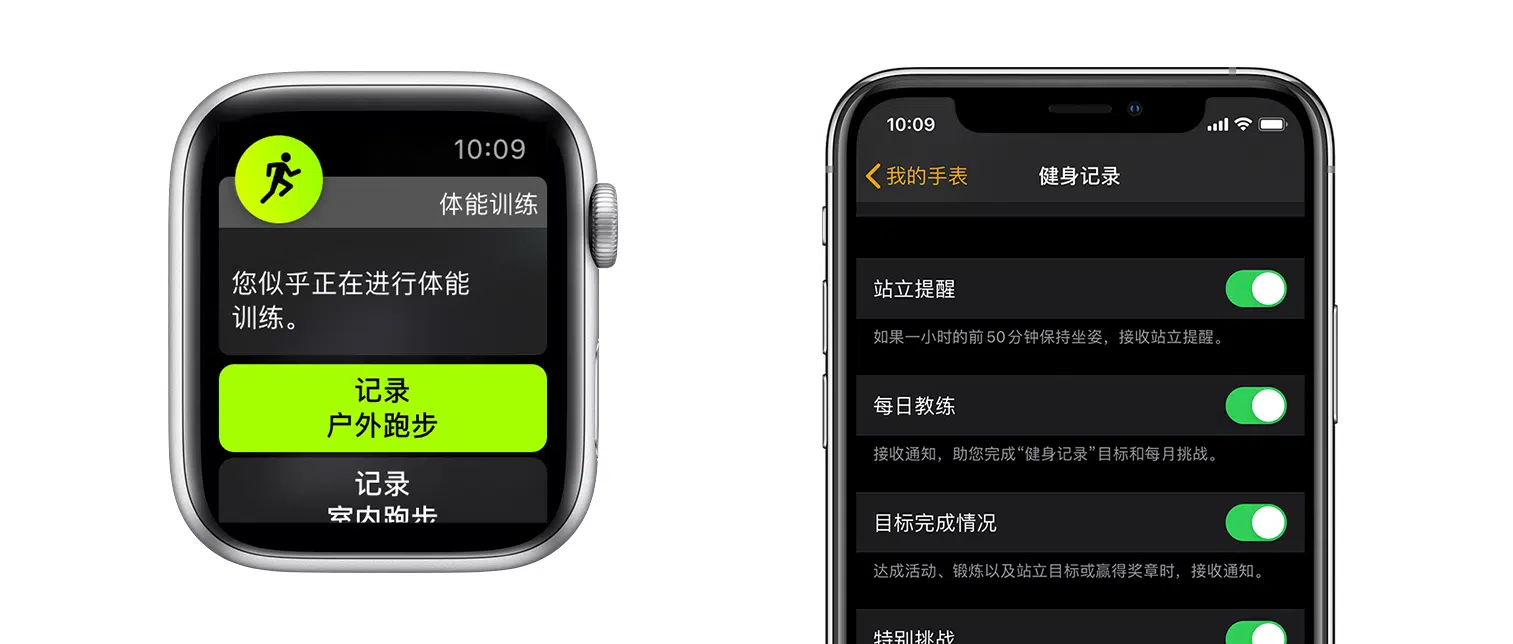 10:09
体能训练
您似乎正在进行体能
训练。
记录
户外跑步
记录
室内跑步
10:09
我的手表
健身记录
站立提醒
如果一小时的前 50 分钟保持坐姿，接收站立提醒。
每日教练
接收通知，助您完成“健身记录”目标和每月挑战。
目标完成情况
达成活动、锻炼以及站立目标或赢得奖章时，接收通知。
特别挑战